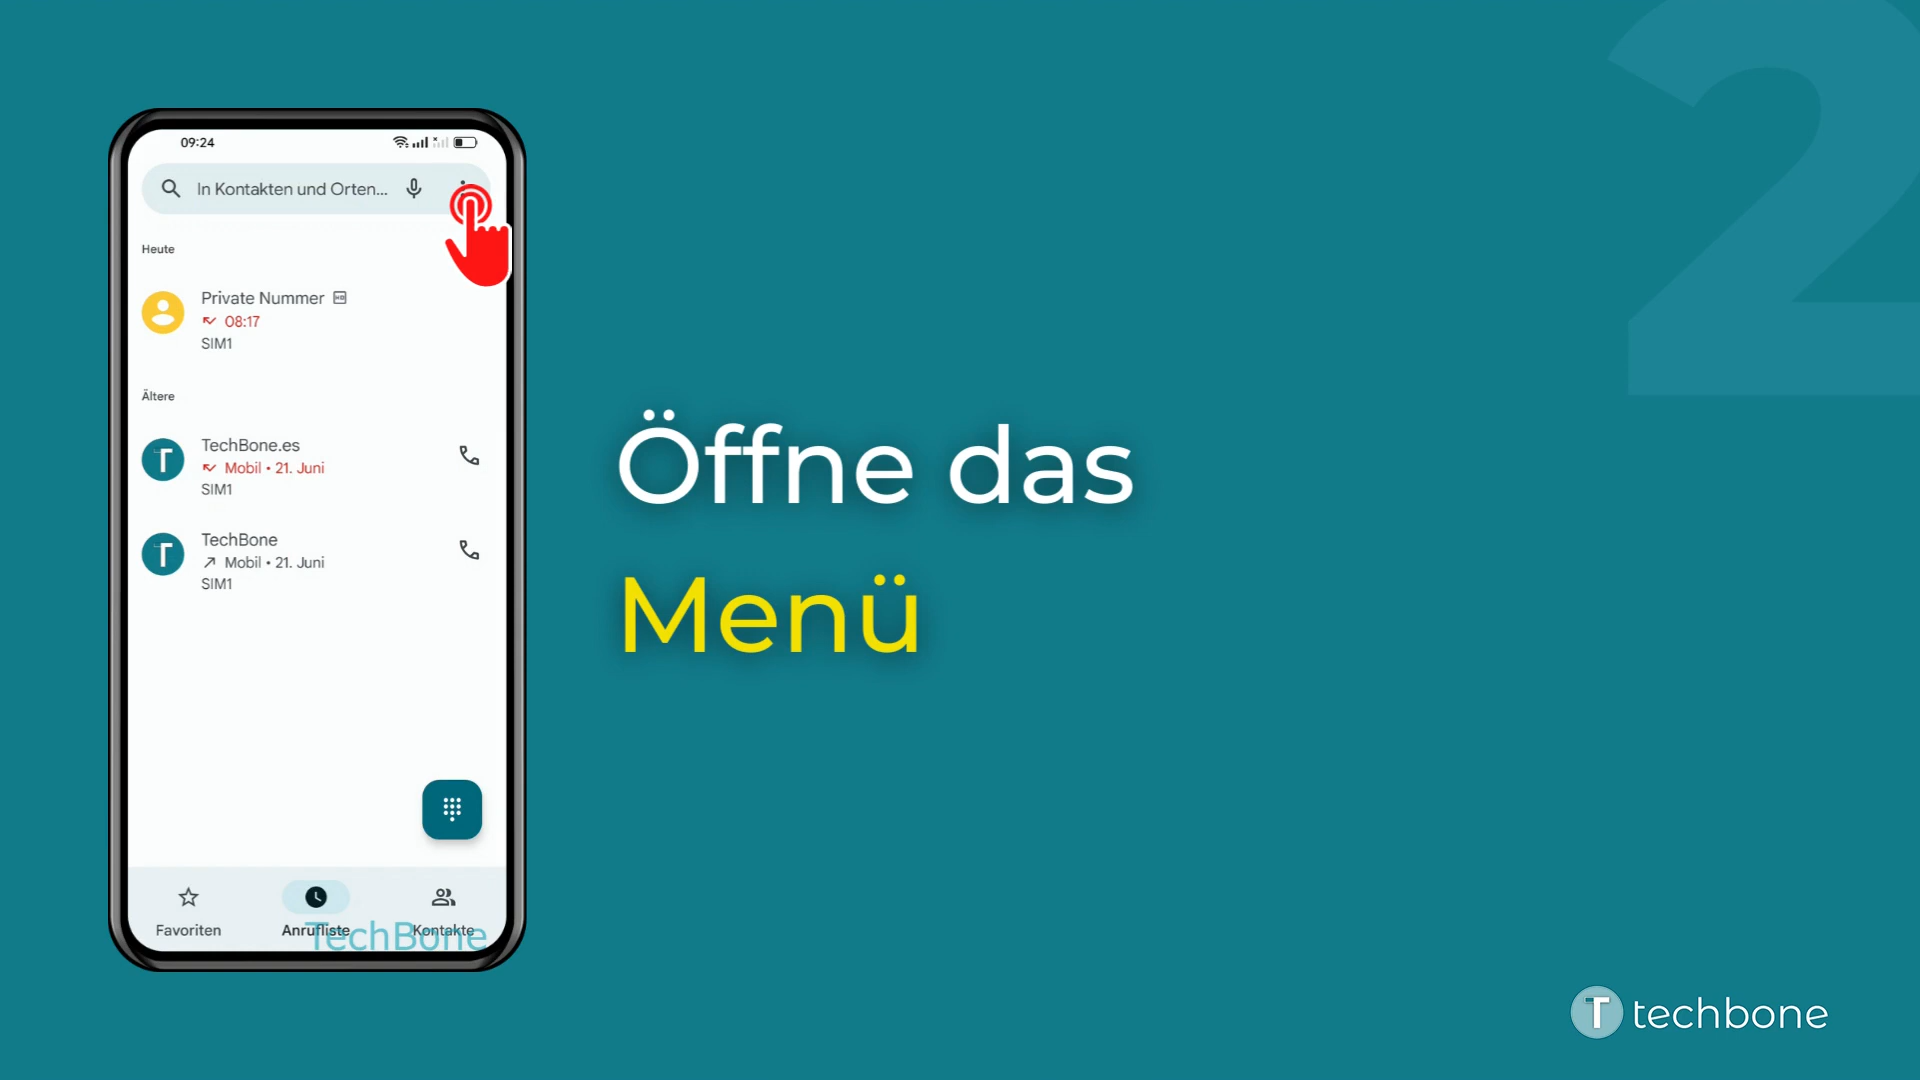 2
09:24
In Kontakten und Orten...
Heute
Private Nummer HD
08:17
SIM1
Ältere
TechBone.es
Mobil • 21. Juni
SIM1
TechBone
Mobil • 21. Juni
SIM1
Favoriten
Anrufliste
Kontakte
TechBone
Öffne das
Menü
techbone